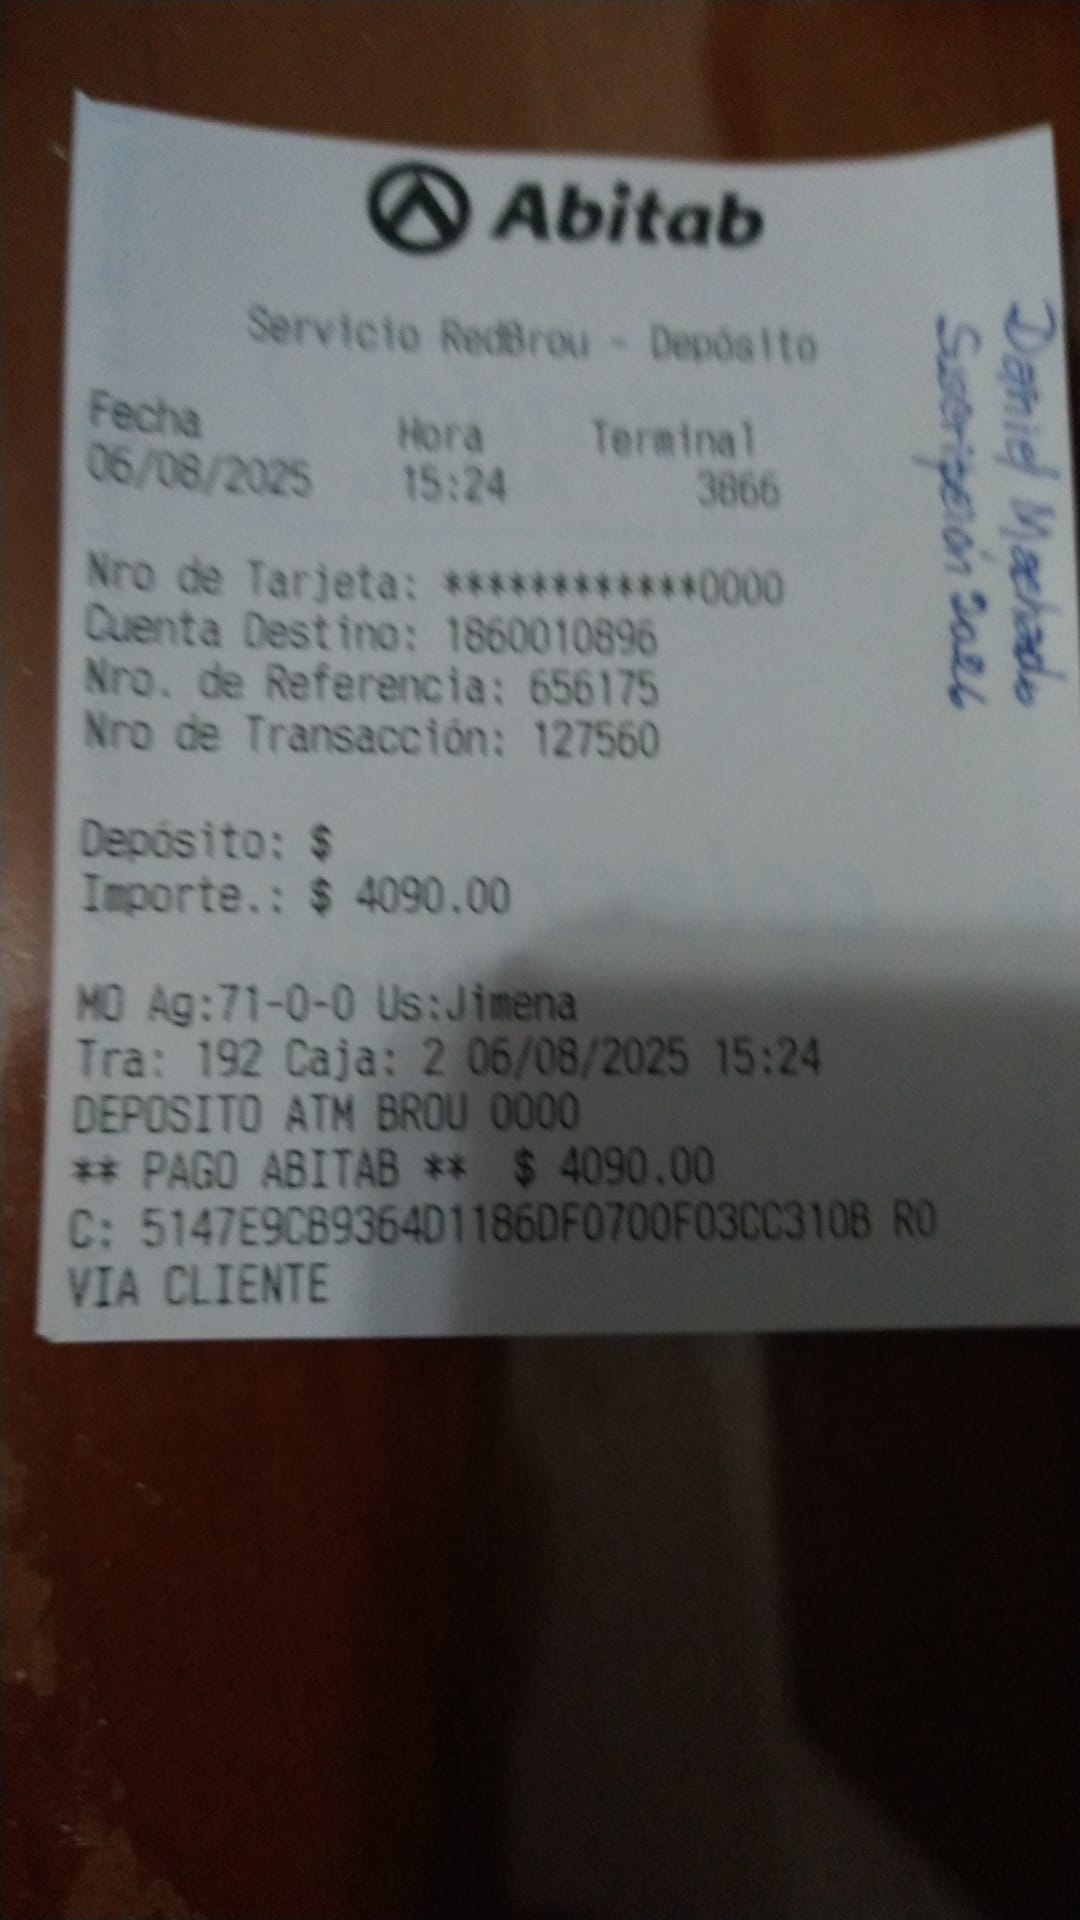 Abitab
Servicio RedBrou - Depósito
Fecha Hora Terminal
06/08/2025 15:24 3866
Nro de Tarjeta: ************0000
Cuenta Destino: 1860010896
Nro. de Referencia: 656175
Nro de Transacción: 127560
Depósito: $
Importe.: $ 4090.00
MO Ag:71-0-0 Us:Jimena
Tra: 192 Caja: 2 06/08/2025 15:24
DEPOSITO ATM BROU 0000
** PAGO ABITAB ** $ 4090.00
C: 5147E9CB9364D1186DF0700F03CC310B RO
VIA CLIENTE
Daniel Machado
Suscripción 2026